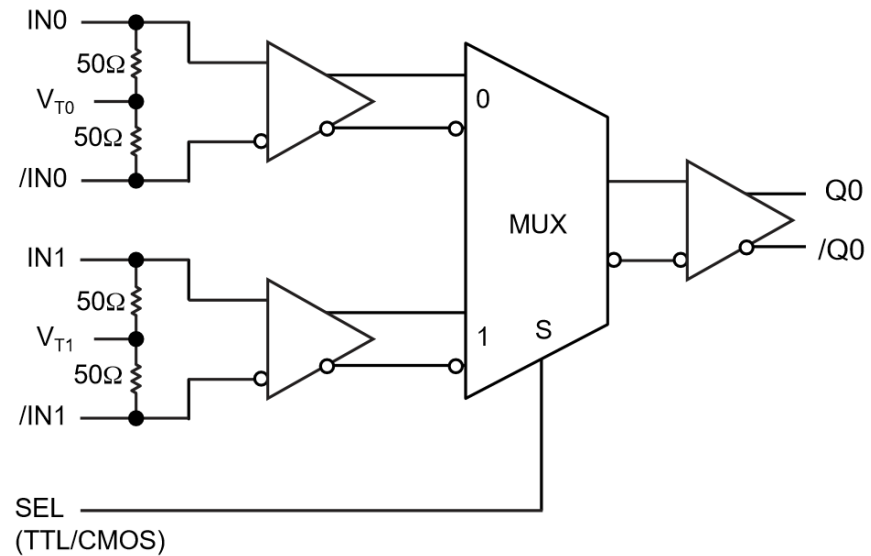 IN0
50Ω
VT0
50Ω
/IN0
0
MUX
Q0
/Q0
IN1
50Ω
VT1
50Ω
/IN1
1
S
SEL
(TTL/CMOS)